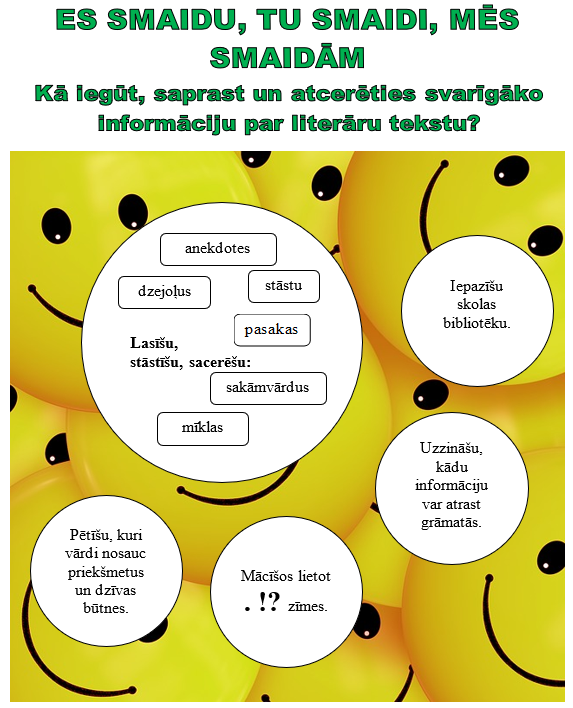 ES SMAIDU, TU SMAIDI, MĒS
SMAIDĀM
Kā iegūt, saprast un atcerēties svarīgāko
informāciju par literāru tekstu?
anekdotes
dzejoļus
stāstu
pasakas
Lasīšu,
stāstīšu, sacerēšu:
sakāmvārdus
mīklas
Iepazīšu
skolas
bibliotēku.
Uzzināšu,
kādu
informāciju
var atrast
grāmatās.
Pētīšu, kuri
vārdi nosauc
priekšmetus
un dzīvas
būtnes.
Mācīšos lietot
. !? zīmes.